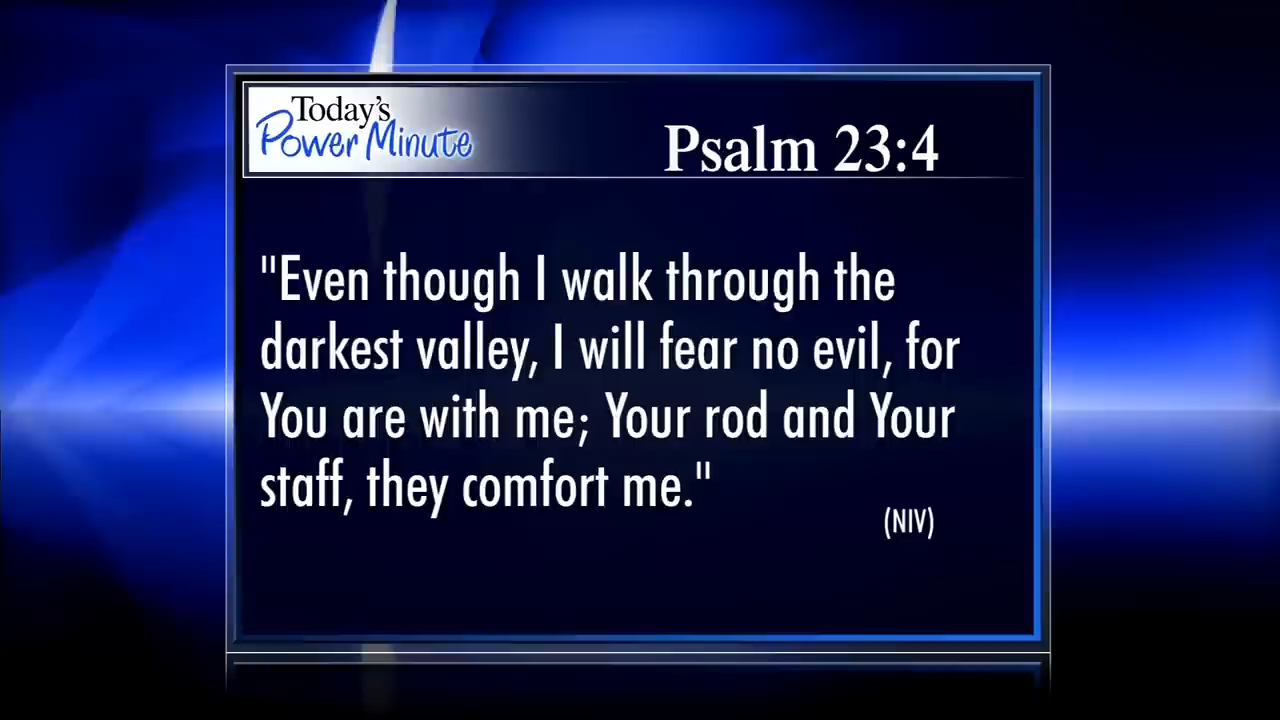 Today's
Power Minute
Psalm 23:4
"Even though I walk through the
darkest valley, I will fear no evil, for
You are with me; Your rod and Your
staff, they comfort me."
(NIV)